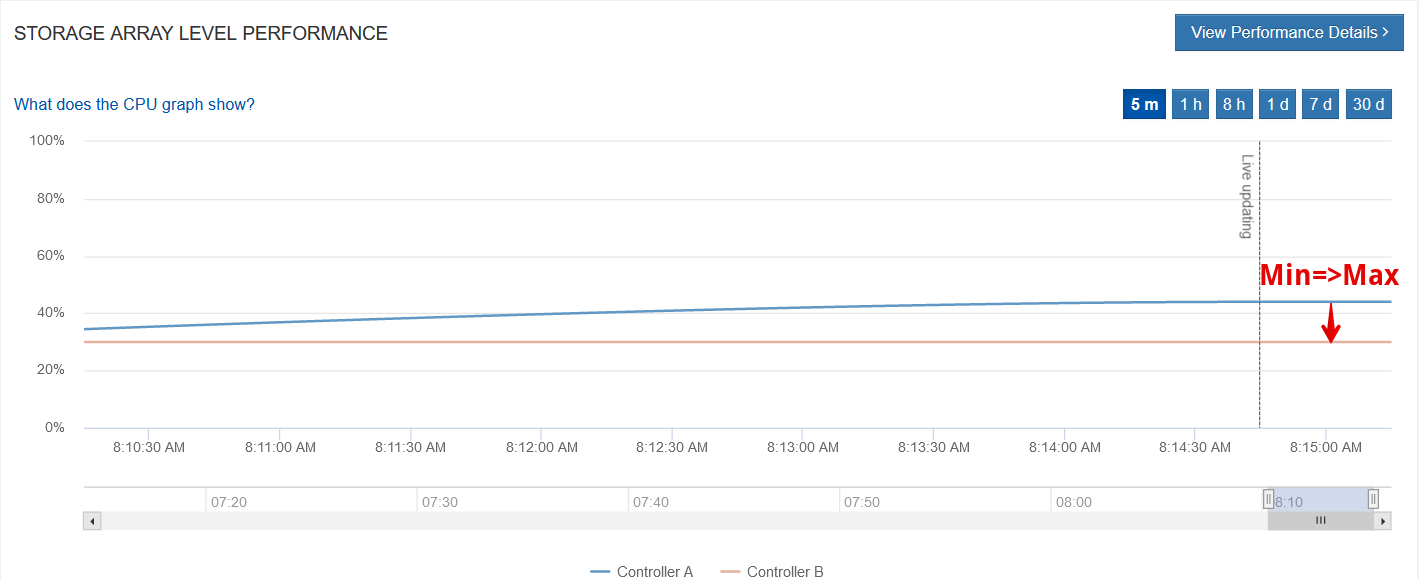 STORAGE ARRAY LEVEL PERFORMANCE
View Performance Details ›
What does the CPU graph show?
5 m 1 h 8 h 1 d 7 d 30 d
100%
80%
60%
40%
20%
0%
Live updating
Min=>Max
8:10:30 AM 8:11:00 AM 8:11:30 AM 8:12:00 AM 8:12:30 AM 8:13:00 AM 8:13:30 AM 8:14:00 AM 8:14:30 AM 8:15:00 AM
07:20 07:30 07:40 07:50 08:00 8:10
Controller A Controller B